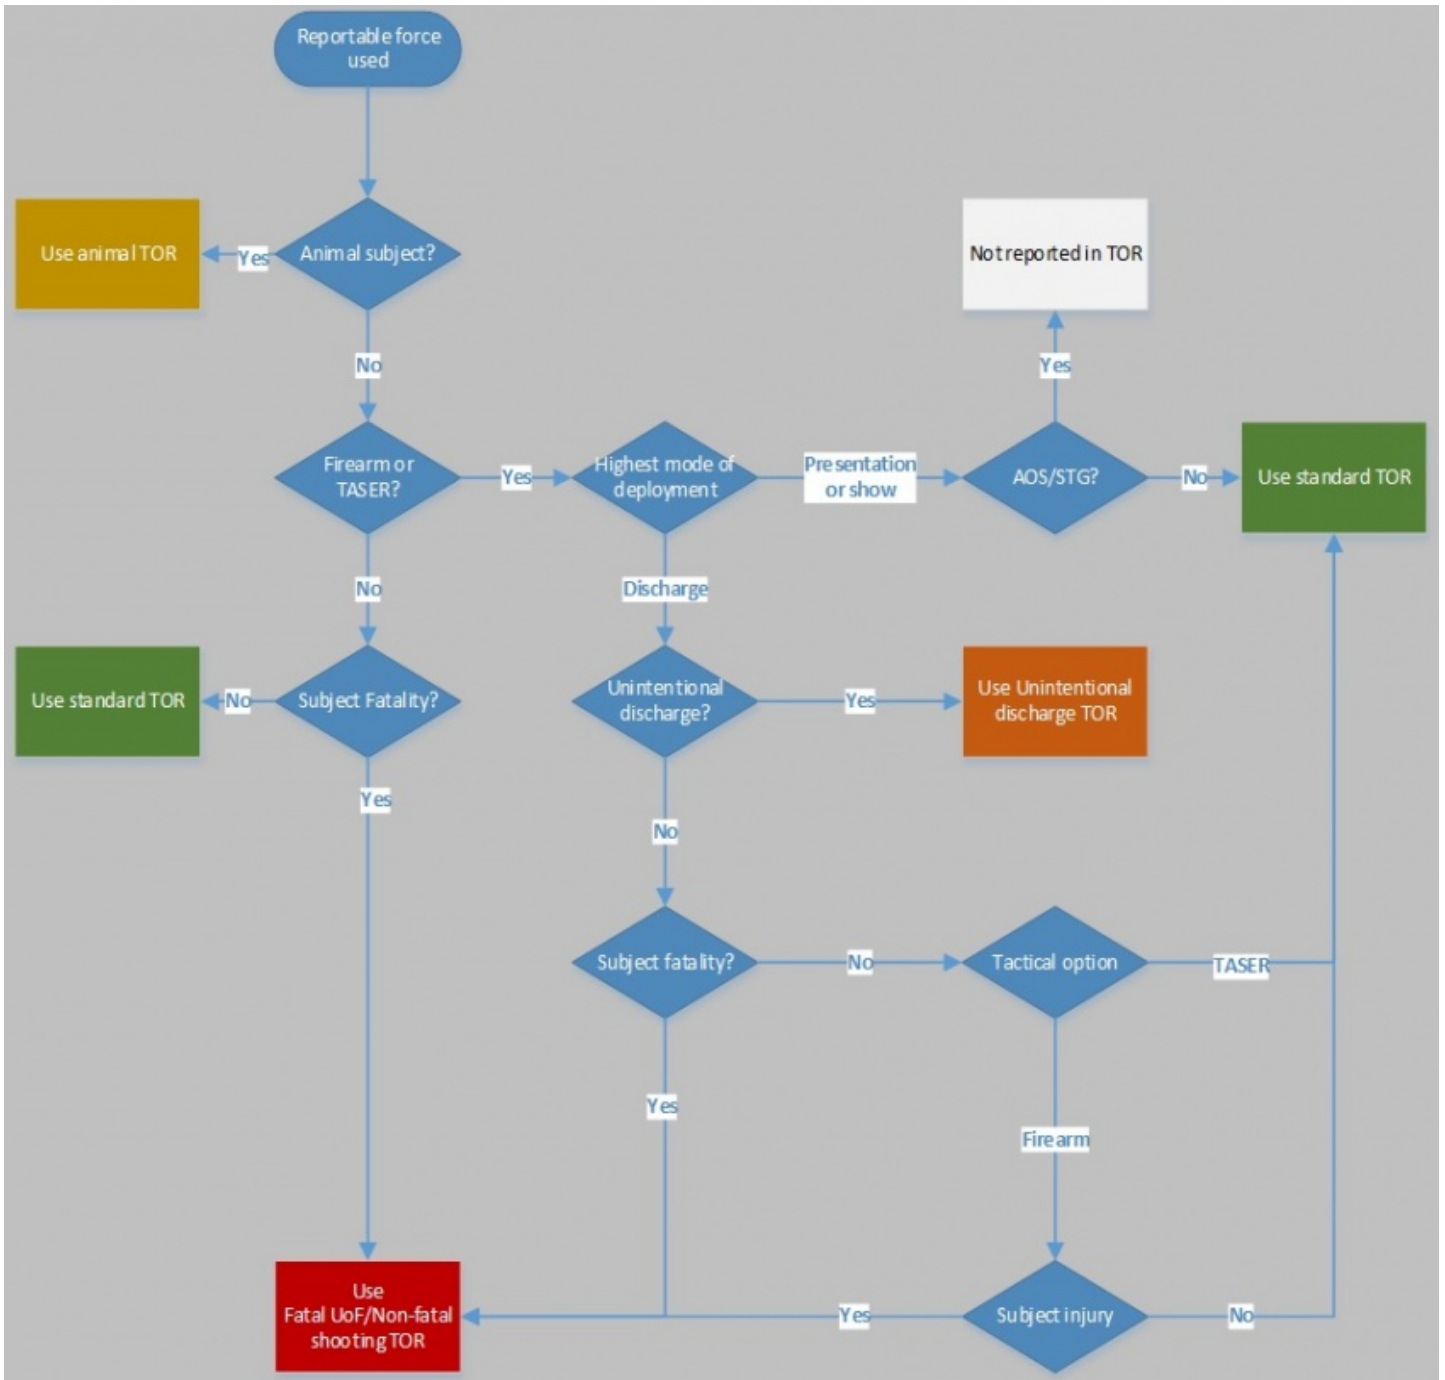 Reportable force
used
Use animal TOR
Yes
Animal subject?
Not reported in TOR
No
Yes
Firearm or
TASER?
Yes
Highest mode of
deployment
Presentation
or show
AOS/STG?
No
Use standard TOR
No
Discharge
Use standard TOR
No
Subject Fatality?
Unintentional
discharge?
Yes
Use Unintentional
discharge TOR
Yes
No
Subject fatality?
No
Tactical option
TASER
Yes
Firearm
Use
Fatal UoF/Non-fatal
shooting TOR
Yes
Subject injury
No